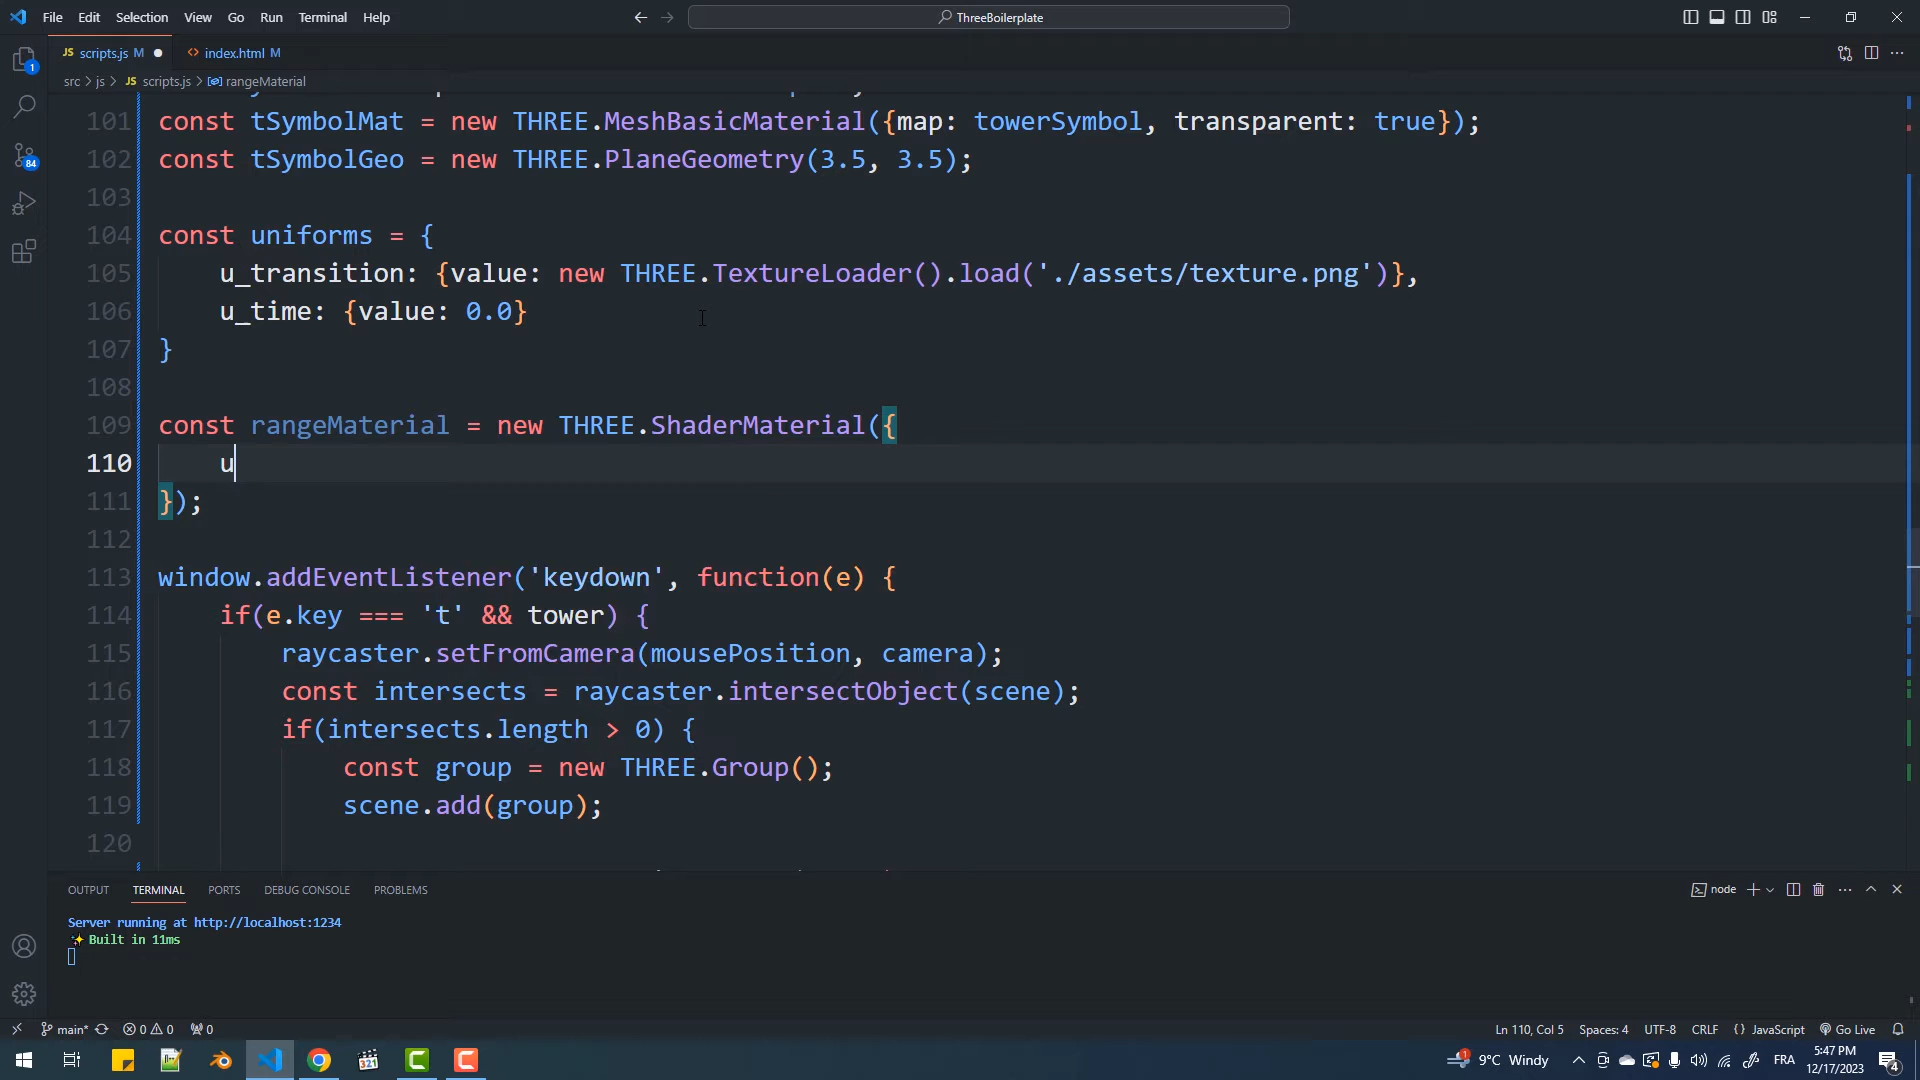 File Edit Selection View Go Run Terminal Help
ThreeBoilerplate
JS scripts.js M
index.html M
src > js > JS scripts.js > rangeMaterial
101 const tSymbolMat = new THREE.MeshBasicMaterial({map: towerSymbol, transparent: true});
102 const tSymbolGeo = new THREE.PlaneGeometry(3.5, 3.5);
103
104 const uniforms = {
105 u_transition: {value: new THREE.TextureLoader().load('./assets/texture.png')},
106 u_time: {value: 0.0}
107 }
108
109 const rangeMaterial = new THREE.ShaderMaterial({
110 u
111 });
112
113 window.addEventListener('keydown', function(e) {
114 if(e.key === 't' && tower) {
115 raycaster.setFromCamera(mousePosition, camera);
116 const intersects = raycaster.intersectObject(scene);
117 if(intersects.length > 0) {
118 const group = new THREE.Group();
119 scene.add(group);
120
OUTPUT TERMINAL PORTS DEBUG CONSOLE PROBLEMS
node
Server running at http://localhost:1234
Built in 11ms
1
84
main* 0 0 0
Ln 110, Col 5 Spaces: 4 UTF-8 CRLF {} JavaScript Go Live
321
1
9°C Windy
FRA
5:47 PM
12/17/2023
4